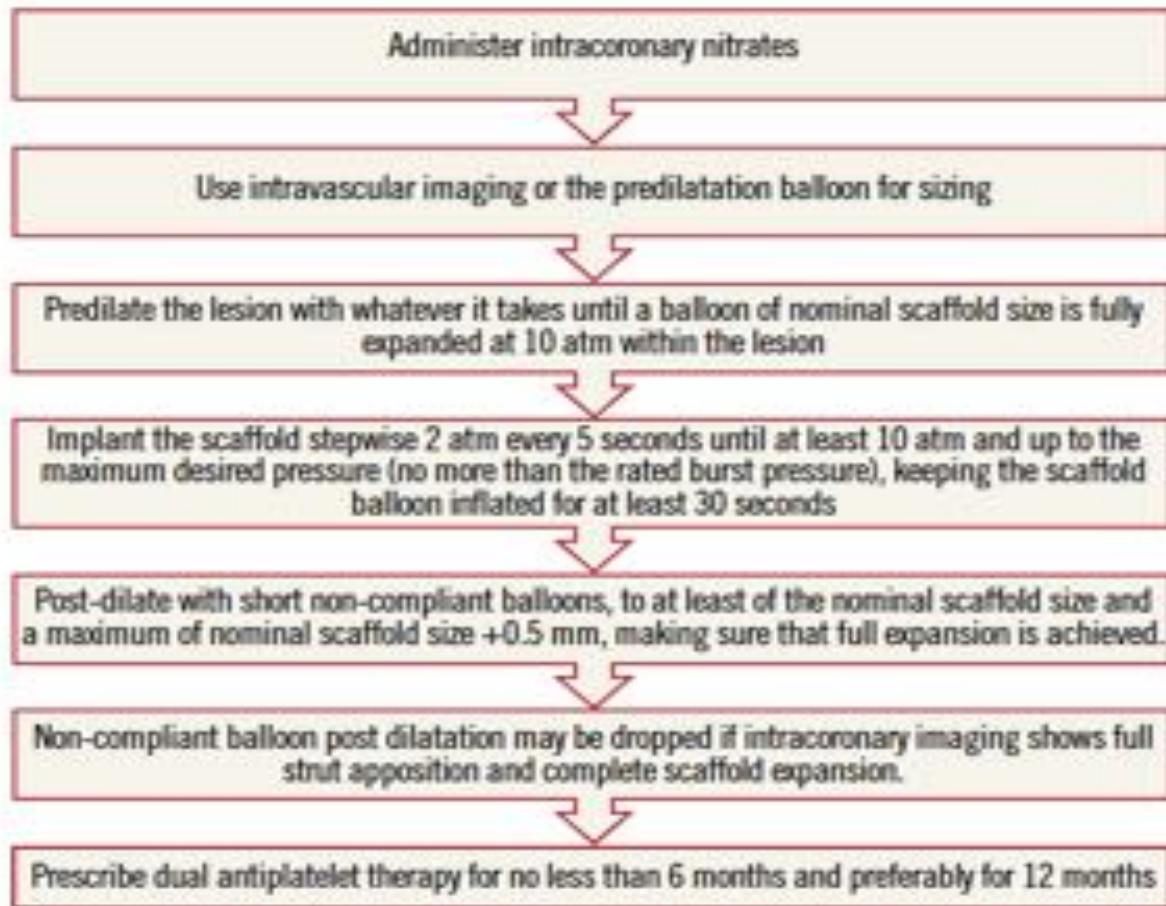 Administer intracoronary nitrates
Use intravascular imaging or the predilatation balloon for sizing
Predilate the lesion with whatever it takes until a balloon of nominal scaffold size is fully
expanded at 10 atm within the lesion
Implant the scaffold stepwise 2 atm every 5 seconds until at least 10 atm and up to the
maximum desired pressure (no more than the rated burst pressure), keeping the scaffold
balloon inflated for at least 30 seconds
Post-dilate with short non-compliant balloons, to at least of the nominal scaffold size and
a maximum of nominal scaffold size +0.5 mm, making sure that full expansion is achieved.
Non-compliant balloon post dilatation may be dropped if intracoronary imaging shows full
strut apposition and complete scaffold expansion.
Prescribe dual antiplatelet therapy for no less than 6 months and preferably for 12 months